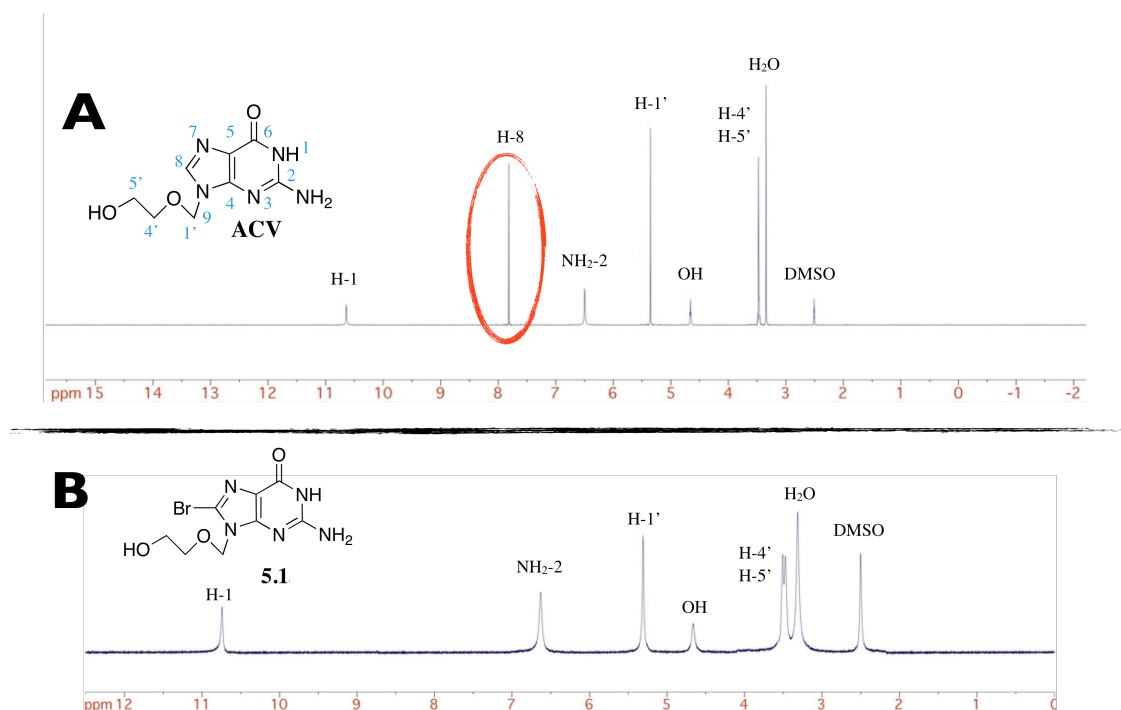 A
O
7
5
6
N
NH
1
8
2
5'
O
N
N
NH₂
HO
4
3
9
4'
1'
ACV
H-1
H-8
NH₂-2
H-1'
OH
H-4'
H-5'
H₂O
DMSO
ppm 15 14 13 12 11 10 9 8 7 6 5 4 3 2 1 0 -1 -2
B
O
N
NH
Br
O
N
N
NH₂
HO
5.1
H-1
NH₂-2
H-1'
OH
H-4'
H-5'
H₂O
DMSO
ppm 12 11 10 9 8 7 6 5 4 3 2 1 0